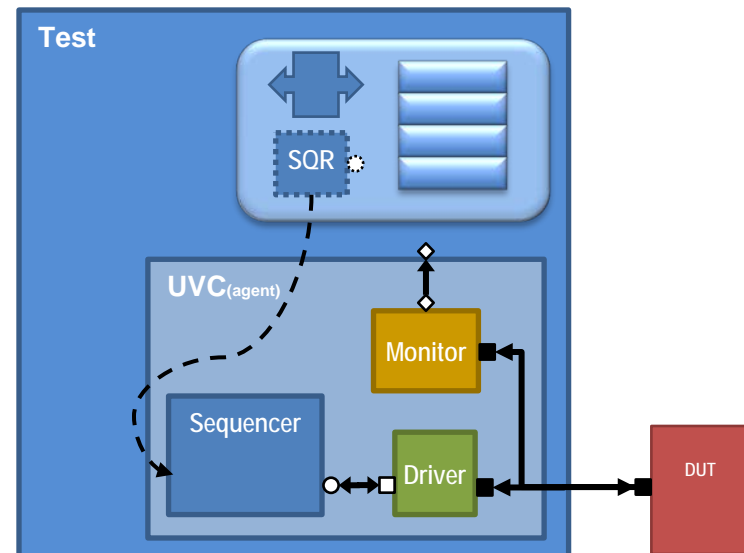 Test
SQR
UVC(agent)
Monitor
Sequencer
Driver
DUT